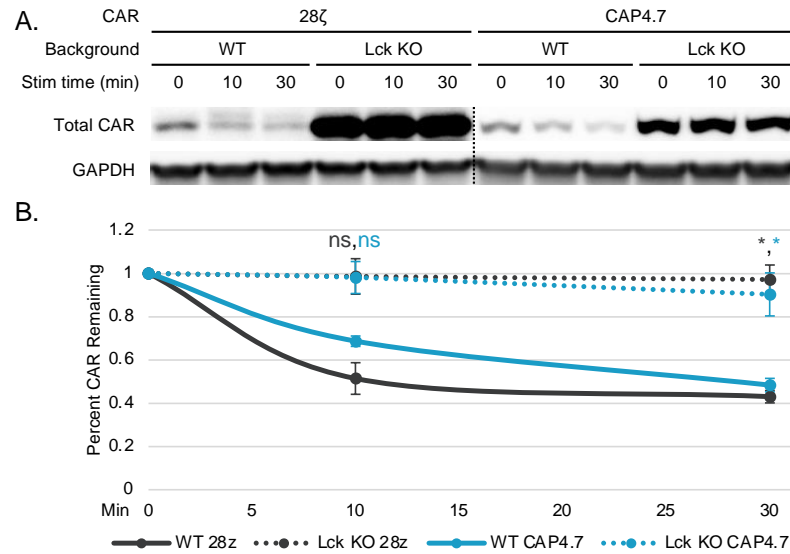 A.
CAR 28ζ CAP4.7
Background WT Lck KO WT Lck KO
Stim time (min) 0 10 30 0 10 30 0 10 30 0 10 30
Total CAR
GAPDH
B.
1.2
ns,ns
*,*
1
0.8
0.6
0.4
0.2
0
Percent CAR Remaining
Min 0 5 10 15 20 25 30
WT 28z Lck KO 28z WT CAP4.7 Lck KO CAP4.7